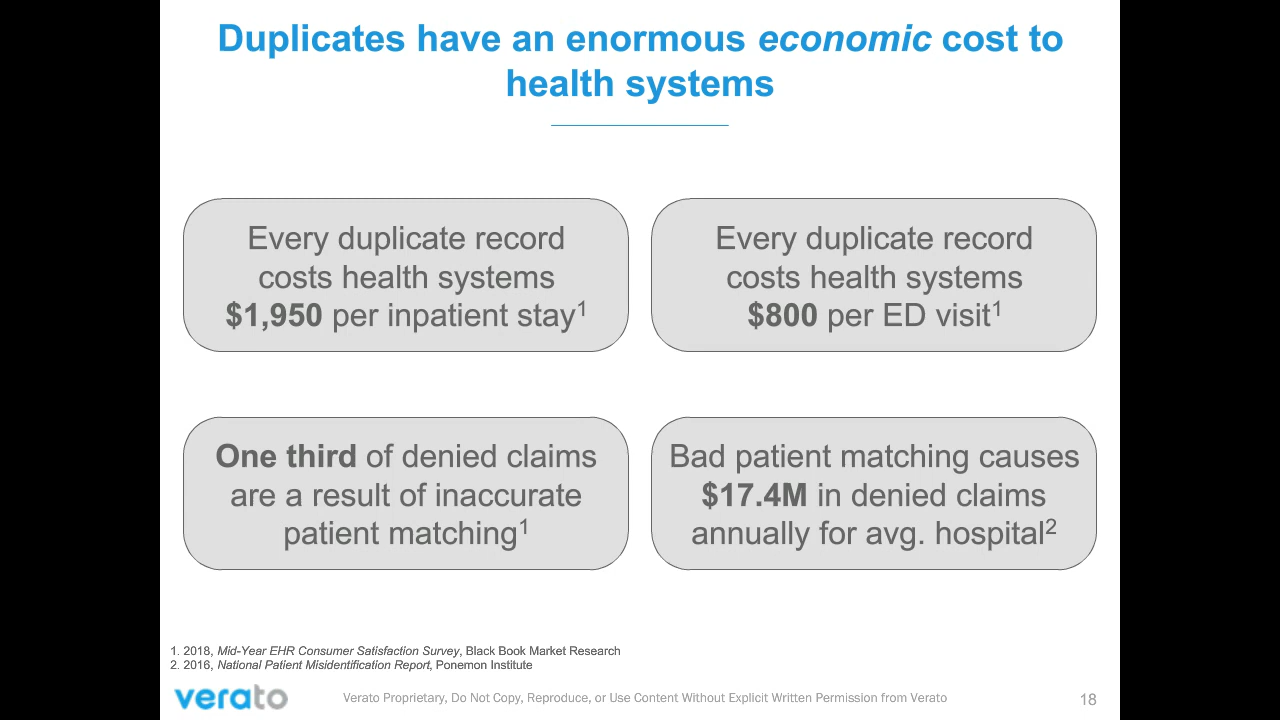 Duplicates have an enormous economic cost to
health systems
Every duplicate record
costs health systems
$1,950 per inpatient stay¹
Every duplicate record
costs health systems
$800 per ED visit¹
One third of denied claims
are a result of inaccurate
patient matching¹
Bad patient matching causes
$17.4M in denied claims
annually for avg. hospital²
1. 2018, Mid-Year EHR Consumer Satisfaction Survey, Black Book Market Research
2. 2016, National Patient Misidentification Report, Ponemon Institute
verato
Verato Proprietary, Do Not Copy, Reproduce, or Use Content Without Explicit Written Permission from Verato
18